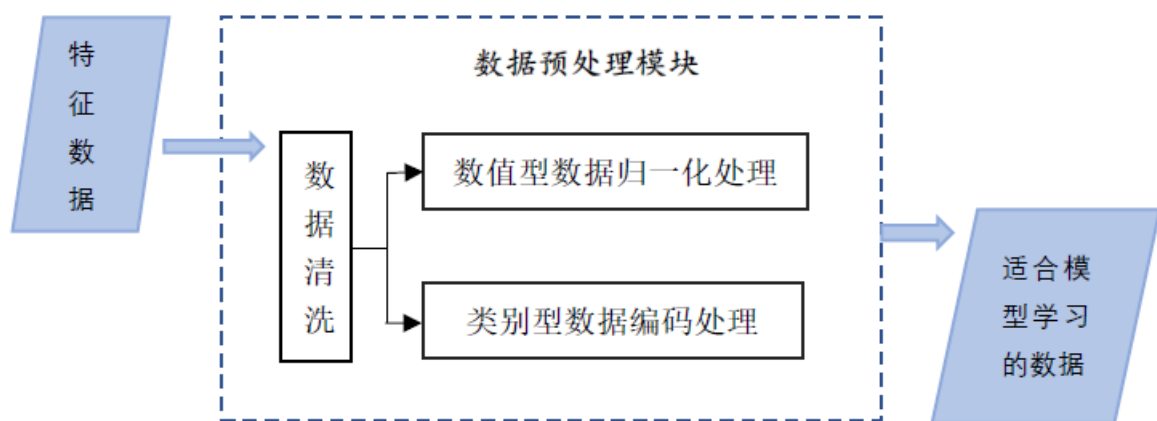 特征数据
数据预处理模块
数据清洗
数值型数据归一化处理
类别型数据编码处理
适合模
型学习
的数据